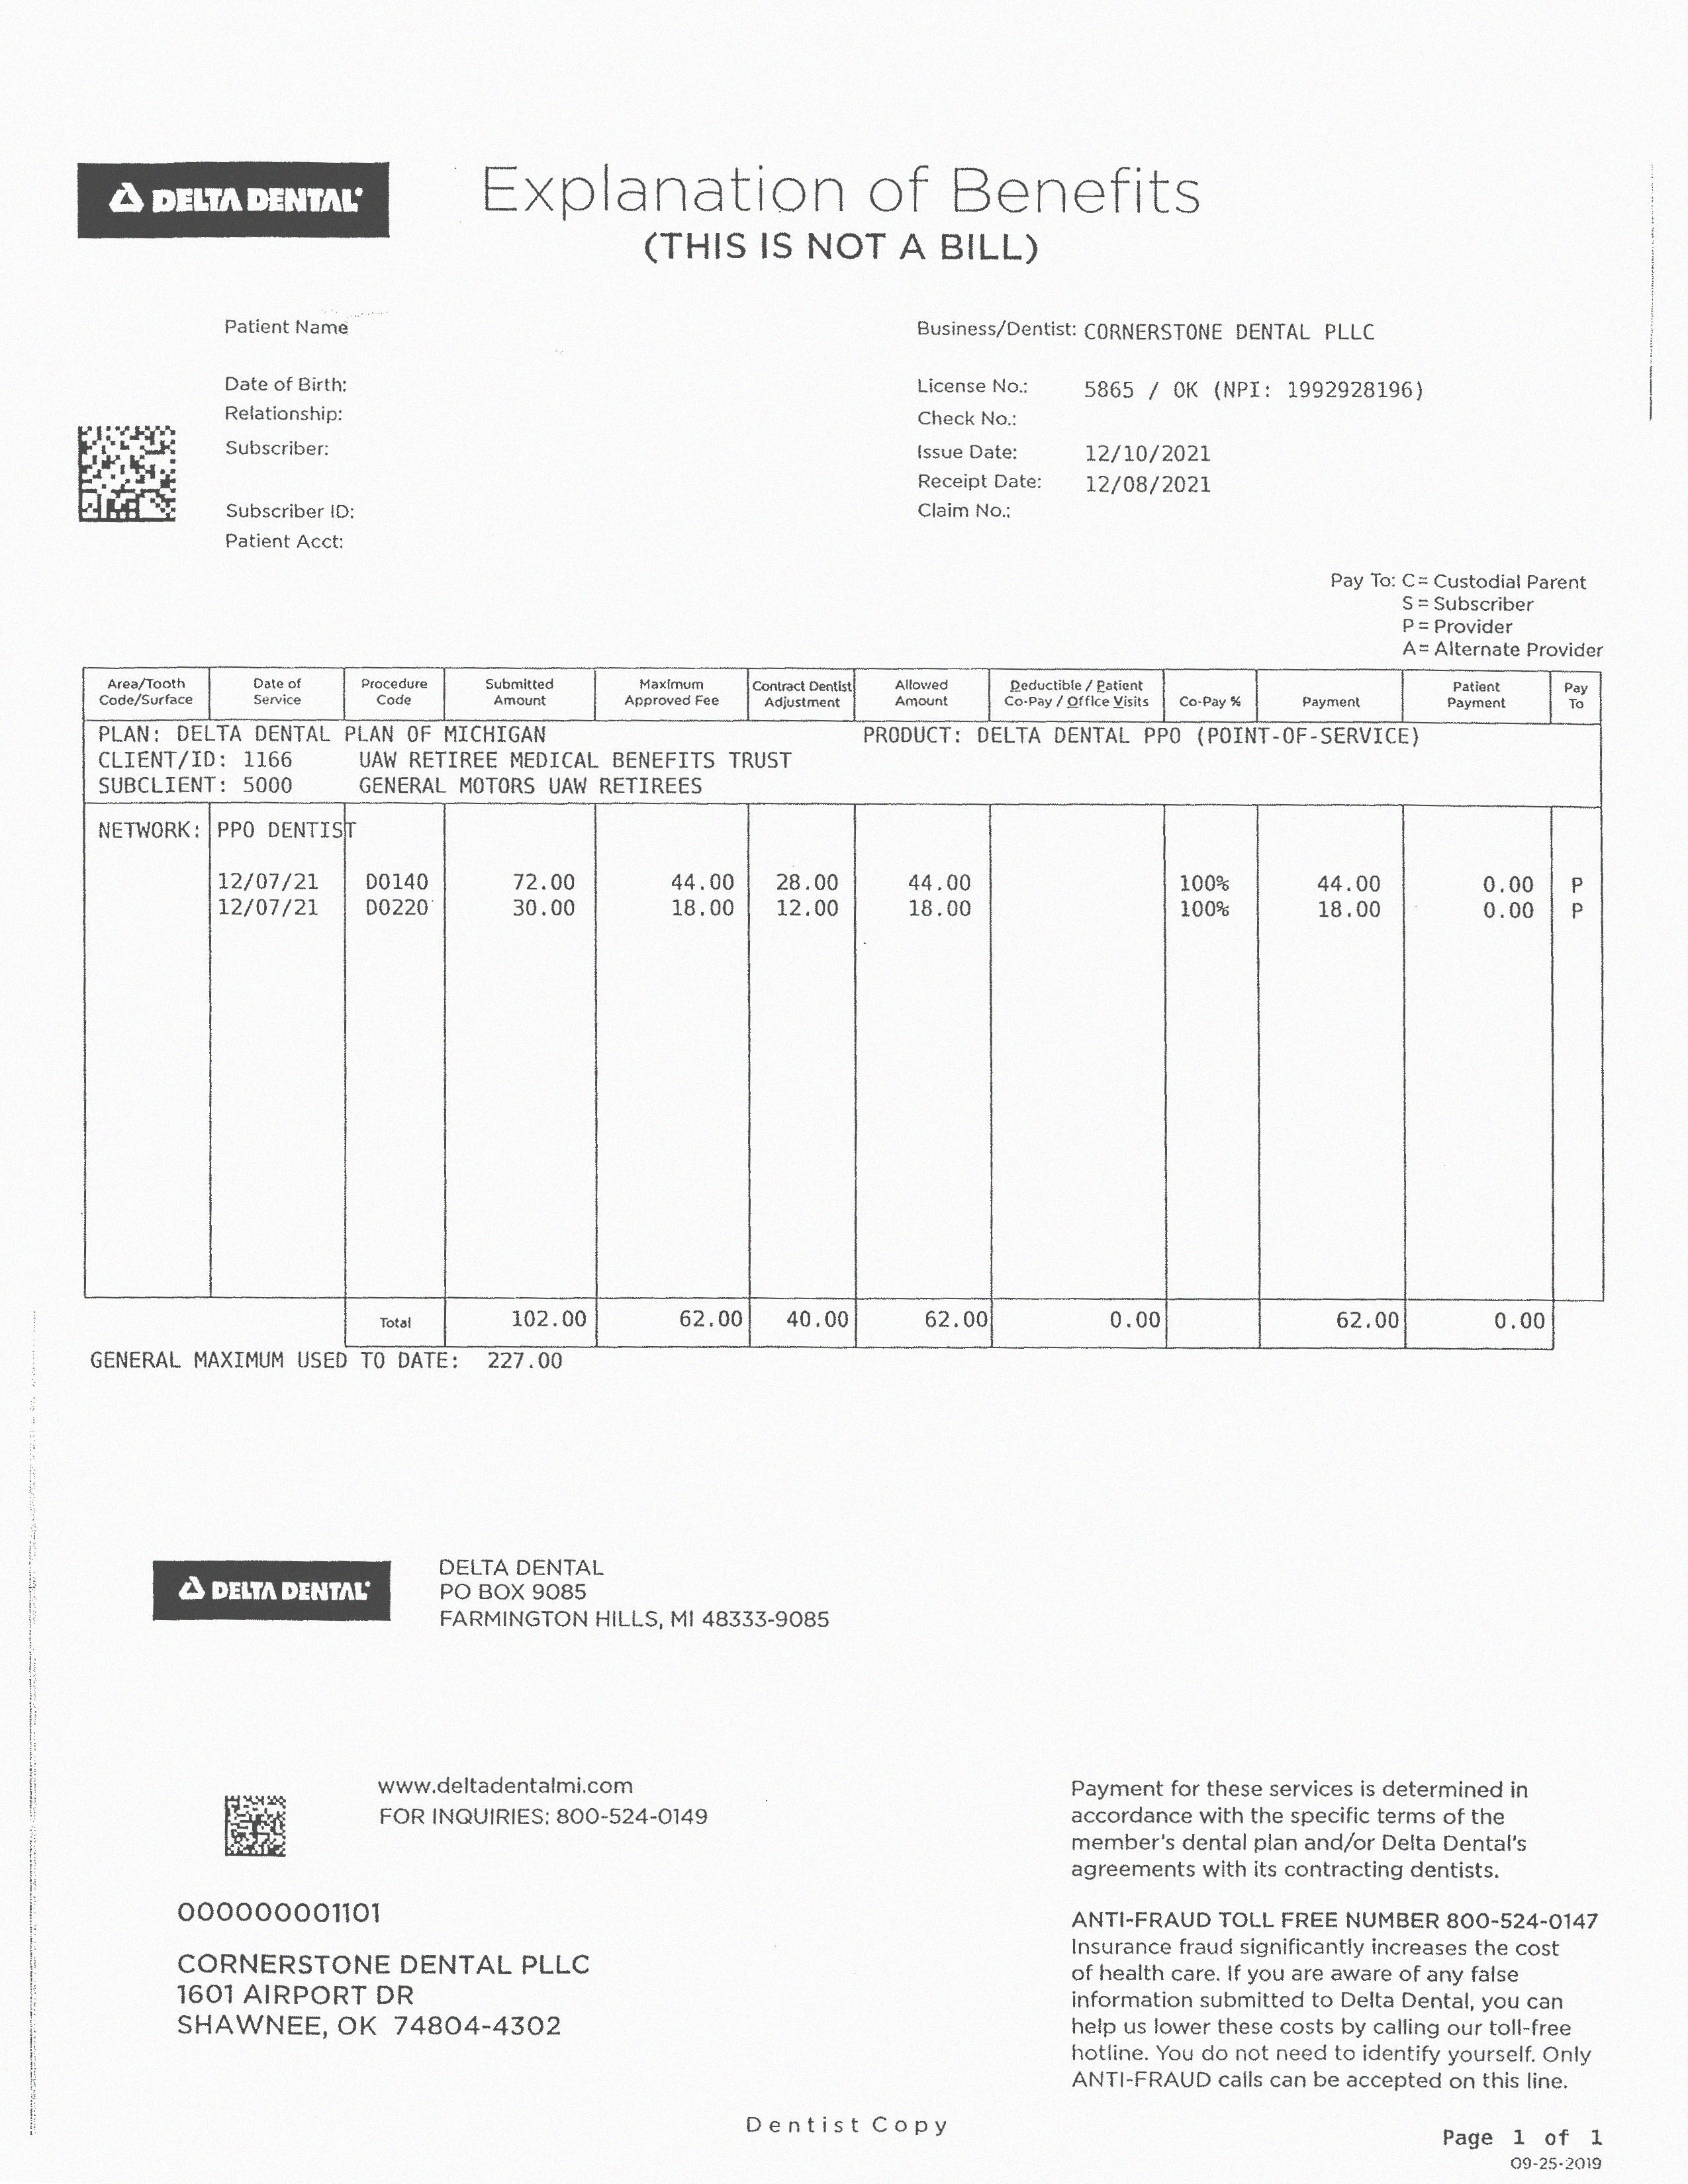 DELTA DENTAL
Explanation of Benefits
(THIS IS NOT A BILL)
Patient Name
Date of Birth:
Relationship:
Subscriber:
Subscriber ID:
Patient Acct:
Business/Dentist: CORNERSTONE DENTAL PLLC
License No.: 5865 / OK (NPI: 1992928196)
Check No.:
Issue Date: 12/10/2021
Receipt Date: 12/08/2021
Claim No.:
Pay To: C= Custodial Parent
S = Subscriber
P = Provider
A= Alternate Provider
Area/Tooth Code/Surface Date of Service Procedure Code Submitted Amount Maximum Approved Fee Contract Dentist Adjustment Allowed Amount Deductible / Patient Co-Pay / Office Visits Co-Pay % Payment Patient Payment Pay To
PLAN: DELTA DENTAL PLAN OF MICHIGAN PRODUCT: DELTA DENTAL PPO (POINT-OF-SERVICE)
CLIENT/ID: 1166 UAW RETIREE MEDICAL BENEFITS TRUST
SUBCLIENT: 5000 GENERAL MOTORS UAW RETIREES
NETWORK: PPO DENTIST
12/07/21 D0140 72.00 44.00 28.00 44.00 100% 44.00 0.00 P
12/07/21 D0220 30.00 18.00 12.00 18.00 100% 18.00 0.00 P
Total 102.00 62.00 40.00 62.00 0.00 62.00 0.00
GENERAL MAXIMUM USED TO DATE: 227.00
DELTA DENTAL
DELTA DENTAL
PO BOX 9085
FARMINGTON HILLS, MI 48333-9085
www.deltadentalmi.com
FOR INQUIRIES: 800-524-0149
000000001101
CORNERSTONE DENTAL PLLC
1601 AIRPORT DR
SHAWNEE, OK 74804-4302
Payment for these services is determined in
accordance with the specific terms of the
member's dental plan and/or Delta Dental's
agreements with its contracting dentists.
ANTI-FRAUD TOLL FREE NUMBER 800-524-0147
Insurance fraud significantly increases the cost
of health care. If you are aware of any false
information submitted to Delta Dental, you can
help us lower these costs by calling our toll-free
hotline. You do not need to identify yourself. Only
ANTI-FRAUD calls can be accepted on this line.
Dentist Copy
Page 1 of 1
09-25-2019